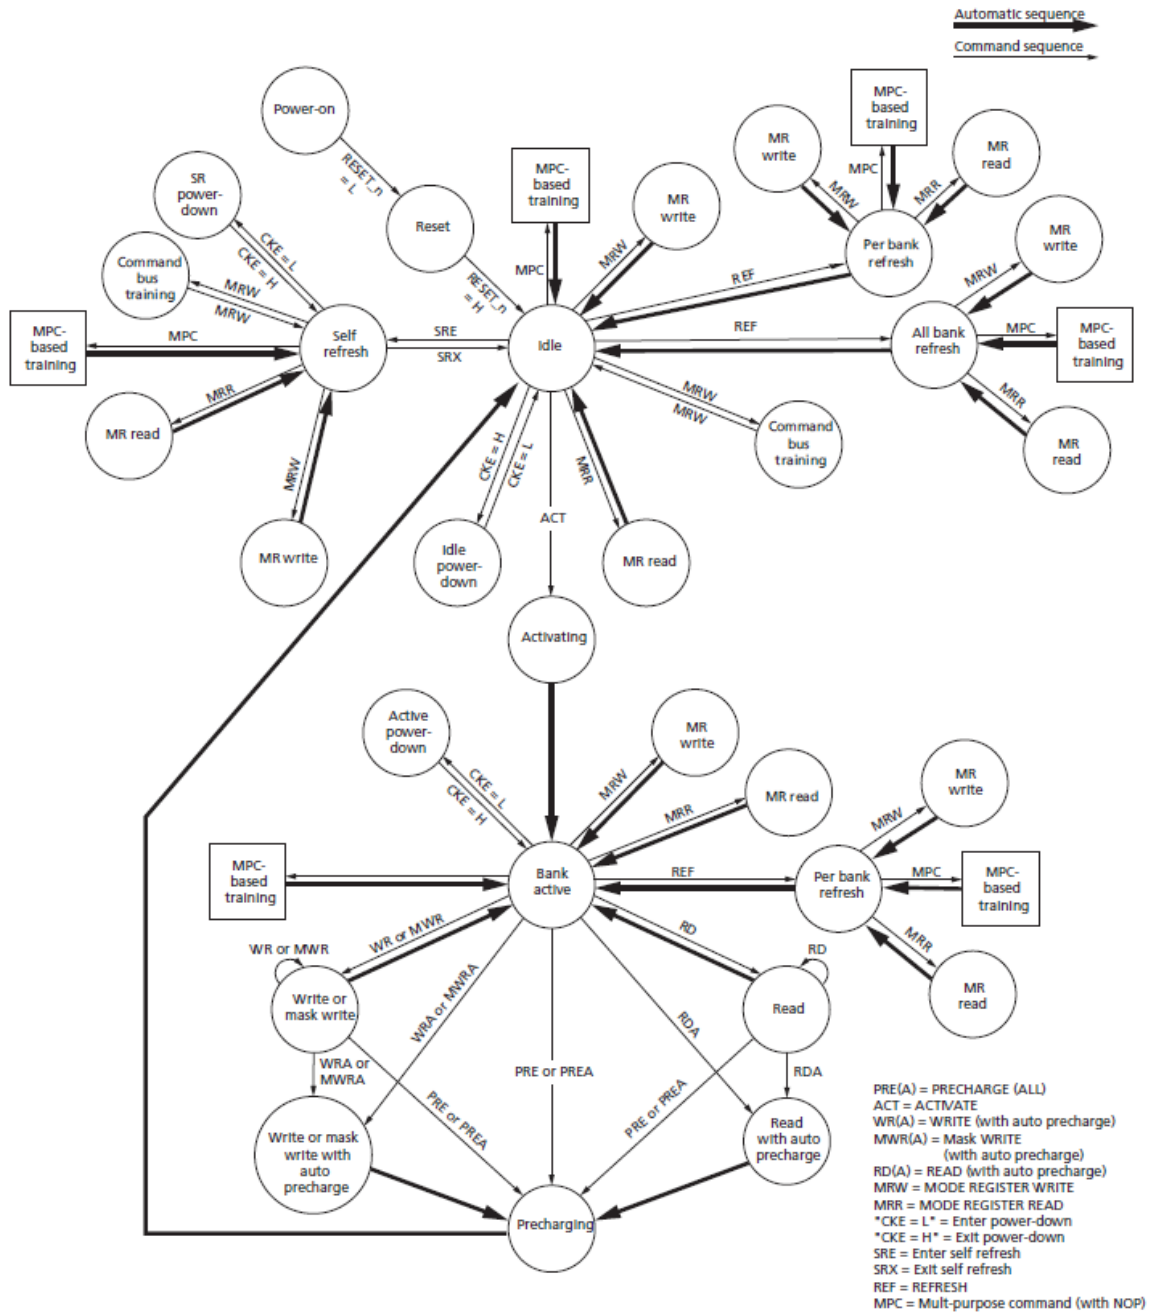 Automatic sequence
Command sequence
Power-on
RESET_n
= L
Reset
RESET_n
= H
SR
power-
down
CKE = L
CKE = H
Command
bus
training
MRW
MRW
MPC-
based
training
MPC
Self
refresh
MRR
MR read
MRW
MR write
SRE
SRX
MPC-
based
training
MPC
MR
write
MRW
Idle
MR
write
MRW
MPC-
based
training
MPC
MR
read
MRR
Per bank
refresh
REF
REF
All bank
refresh
MR
write
MRW
MPC
MPC-
based
training
MRR
MR
read
MRW
MRW
Command
bus
training
CKE = H
CKE = L
Idle
power-
down
ACT
MRR
MR read
Activating
Active
power-
down
CKE = L
CKE = H
MR
write
MRW
MR read
MRR
MPC-
based
training
Bank
active
REF
Per bank
refresh
MR
write
MRW
MPC
MPC-
based
training
MRR
MR
read
WR or MWR
WR or MWR
Write or
mask write
WRA or
MWRA
WRA or MWRA
PRE or PREA
PRE or PREA
RD
RD
Read
RDA
RDA
PRE or PREA
Write or mask
write with
auto
precharge
Read
with auto
precharge
Precharging
PRE(A) = PRECHARGE (ALL)
ACT = ACTIVATE
WR(A) = WRITE (with auto precharge)
MWR(A) = Mask WRITE
(with auto precharge)
RD(A) = READ (with auto precharge)
MRW = MODE REGISTER WRITE
MRR = MODE REGISTER READ
"CKE = L" = Enter power-down
"CKE = H" = Exit power-down
SRE = Enter self refresh
SRX = Exit self refresh
REF = REFRESH
MPC = Mult-purpose command (with NOP)